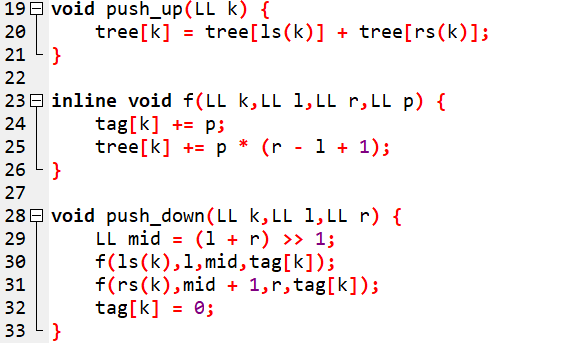 19 void push_up(LL k) {
20     tree[k] = tree[ls(k)] + tree[rs(k)];
21 }
22
23 inline void f(LL k,LL l,LL r,LL p) {
24     tag[k] += p;
25     tree[k] += p * (r - l + 1);
26 }
27
28 void push_down(LL k,LL l,LL r) {
29     LL mid = (l + r) >> 1;
30     f(ls(k),l,mid,tag[k]);
31     f(rs(k),mid + 1,r,tag[k]);
32     tag[k] = 0;
33 }